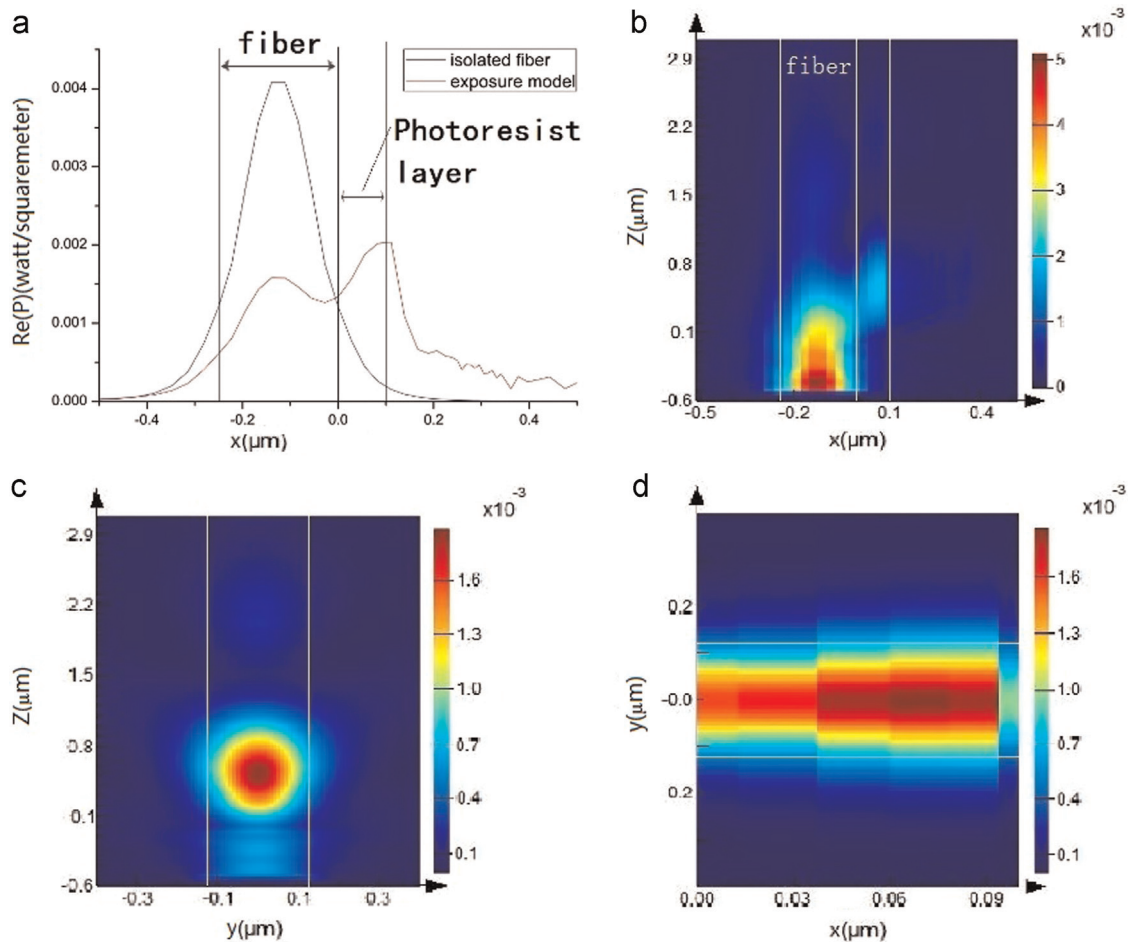 a
fiber
isolated fiber
exposure model
Photoresist
layer
0.004
0.003
0.002
0.001
0.000
Re(P)(watt/squaremeter)
-0.4
-0.2
0.0
0.2
0.4
x(μm)
b
x10⁻³
fiber
2.9
2.2
1.5
0.8
0.1
-0.6
Z(μm)
-0.5
-0.2
0.1
0.4
x(μm)
5
4
3
2
1
0
c
x10⁻³
2.9
2.2
1.5
0.8
0.1
-0.6
Z(μm)
-0.3
-0.1
0.1
0.3
y(μm)
1.6
1.3
1.0
0.7
0.4
0.1
d
x10⁻³
0.2
-0.0
0.2
y(μm)
0.00
0.03
0.06
0.09
x(μm)
1.6
1.3
1.0
0.7
0.4
0.1